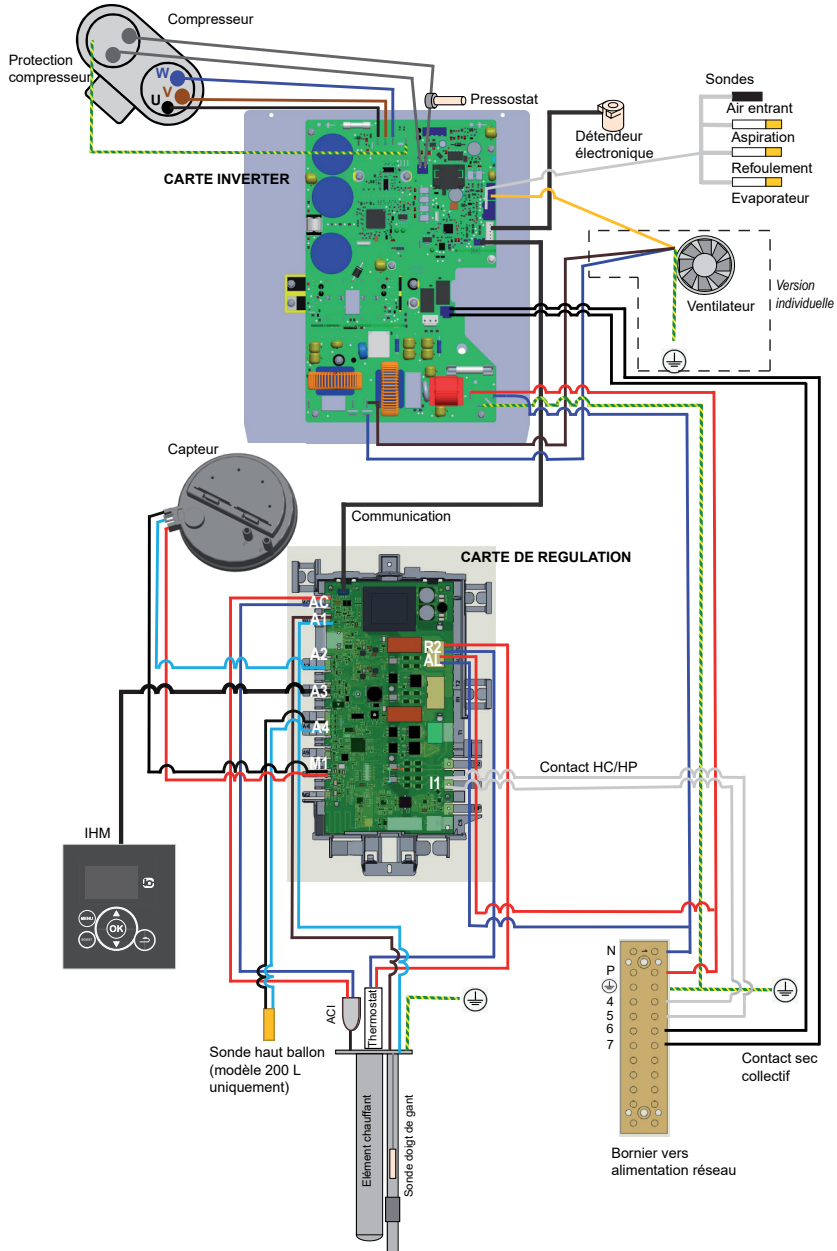 Compresseur
Protection
compresseur
W
V
U
Pressostat
Sondes
Air entrant
Aspiration
Refoulement
Evaporateur
Détendeur
électronique
CARTE INVERTER
Ventilateur
Version
individuelle
Capteur
Communication
CARTE DE REGULATION
AC
A1
A2
A3
A4
M1
R2
AL
I1
Contact HC/HP
IHM
MENU
OK
N
P
4
5
6
7
ACI
Thermostat
Sonde haut ballon
(modèle 200 L
uniquement)
Elément chauffant
Sonde doigt de gant
Contact sec
collectif
Bornier vers
alimentation réseau